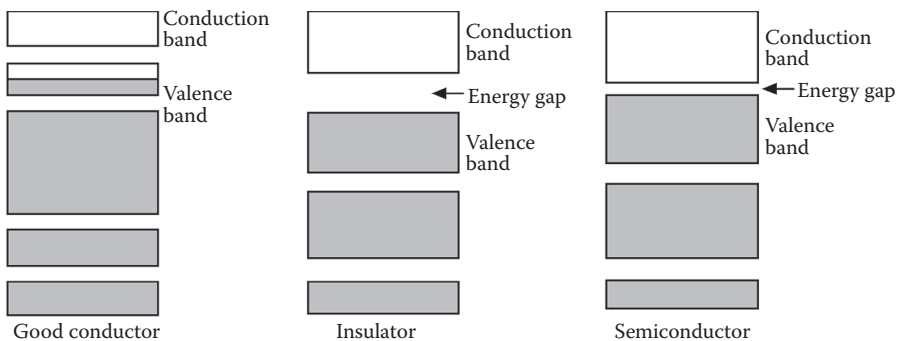 Conduction
band
Valence
band
Good conductor
Conduction
band
Energy gap
Valence
band
Insulator
Conduction
band
Energy gap
Valence
band
Semiconductor